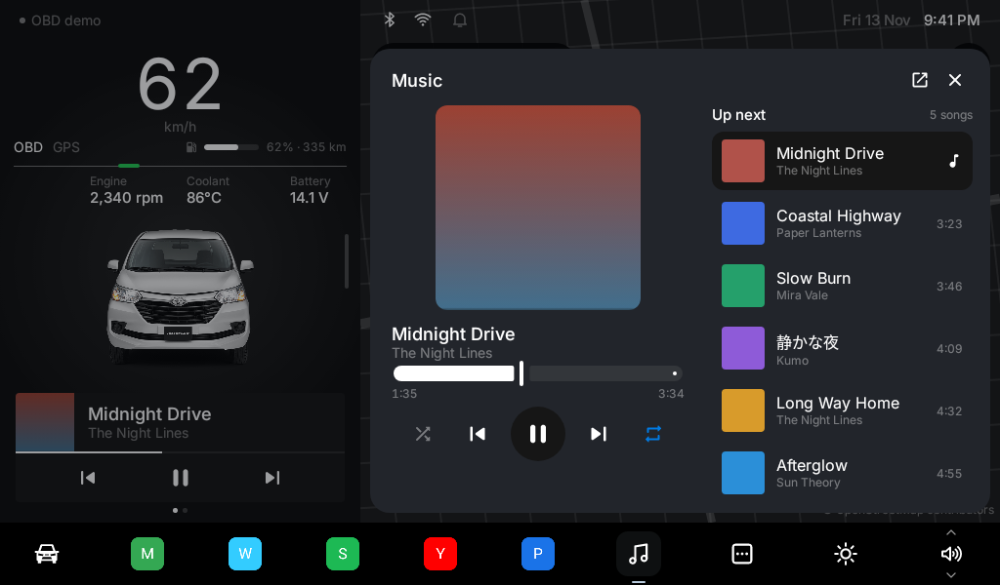 OBD demo
Fri 13 Nov 9:41 PM
62
km/h
OBD GPS
62% · 335 km
Engine
2,340 rpm
Coolant
86°C
Battery
14.1 V
Midnight Drive
The Night Lines
Music
Midnight Drive
The Night Lines
1:35
3:34
Up next
5 songs
Midnight Drive
The Night Lines
Coastal Highway
Paper Lanterns
3:23
Slow Burn
Mira Vale
3:46
静かな夜
Kumo
4:09
Long Way Home
The Night Lines
4:32
Afterglow
Sun Theory
4:55
M
W
S
Y
P